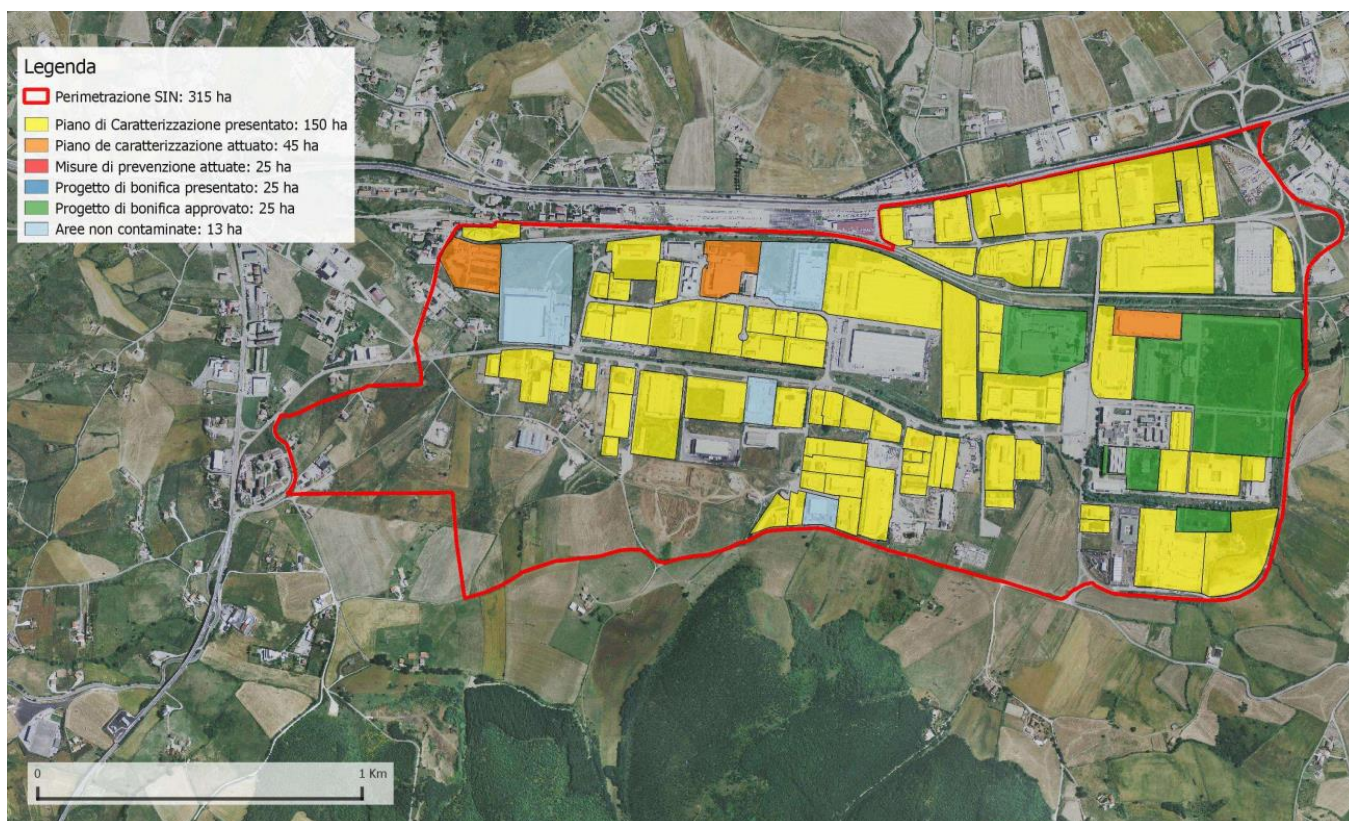 Legenda
Perimetrazione SIN: 315 ha
Piano di Caratterizzazione presentato: 150 ha
Piano de caratterizzazione attuato: 45 ha
Misure di prevenzione attuate: 25 ha
Progetto di bonifica presentato: 25 ha
Progetto di bonifica approvato: 25 ha
Aree non contaminate: 13 ha
0 1 Km